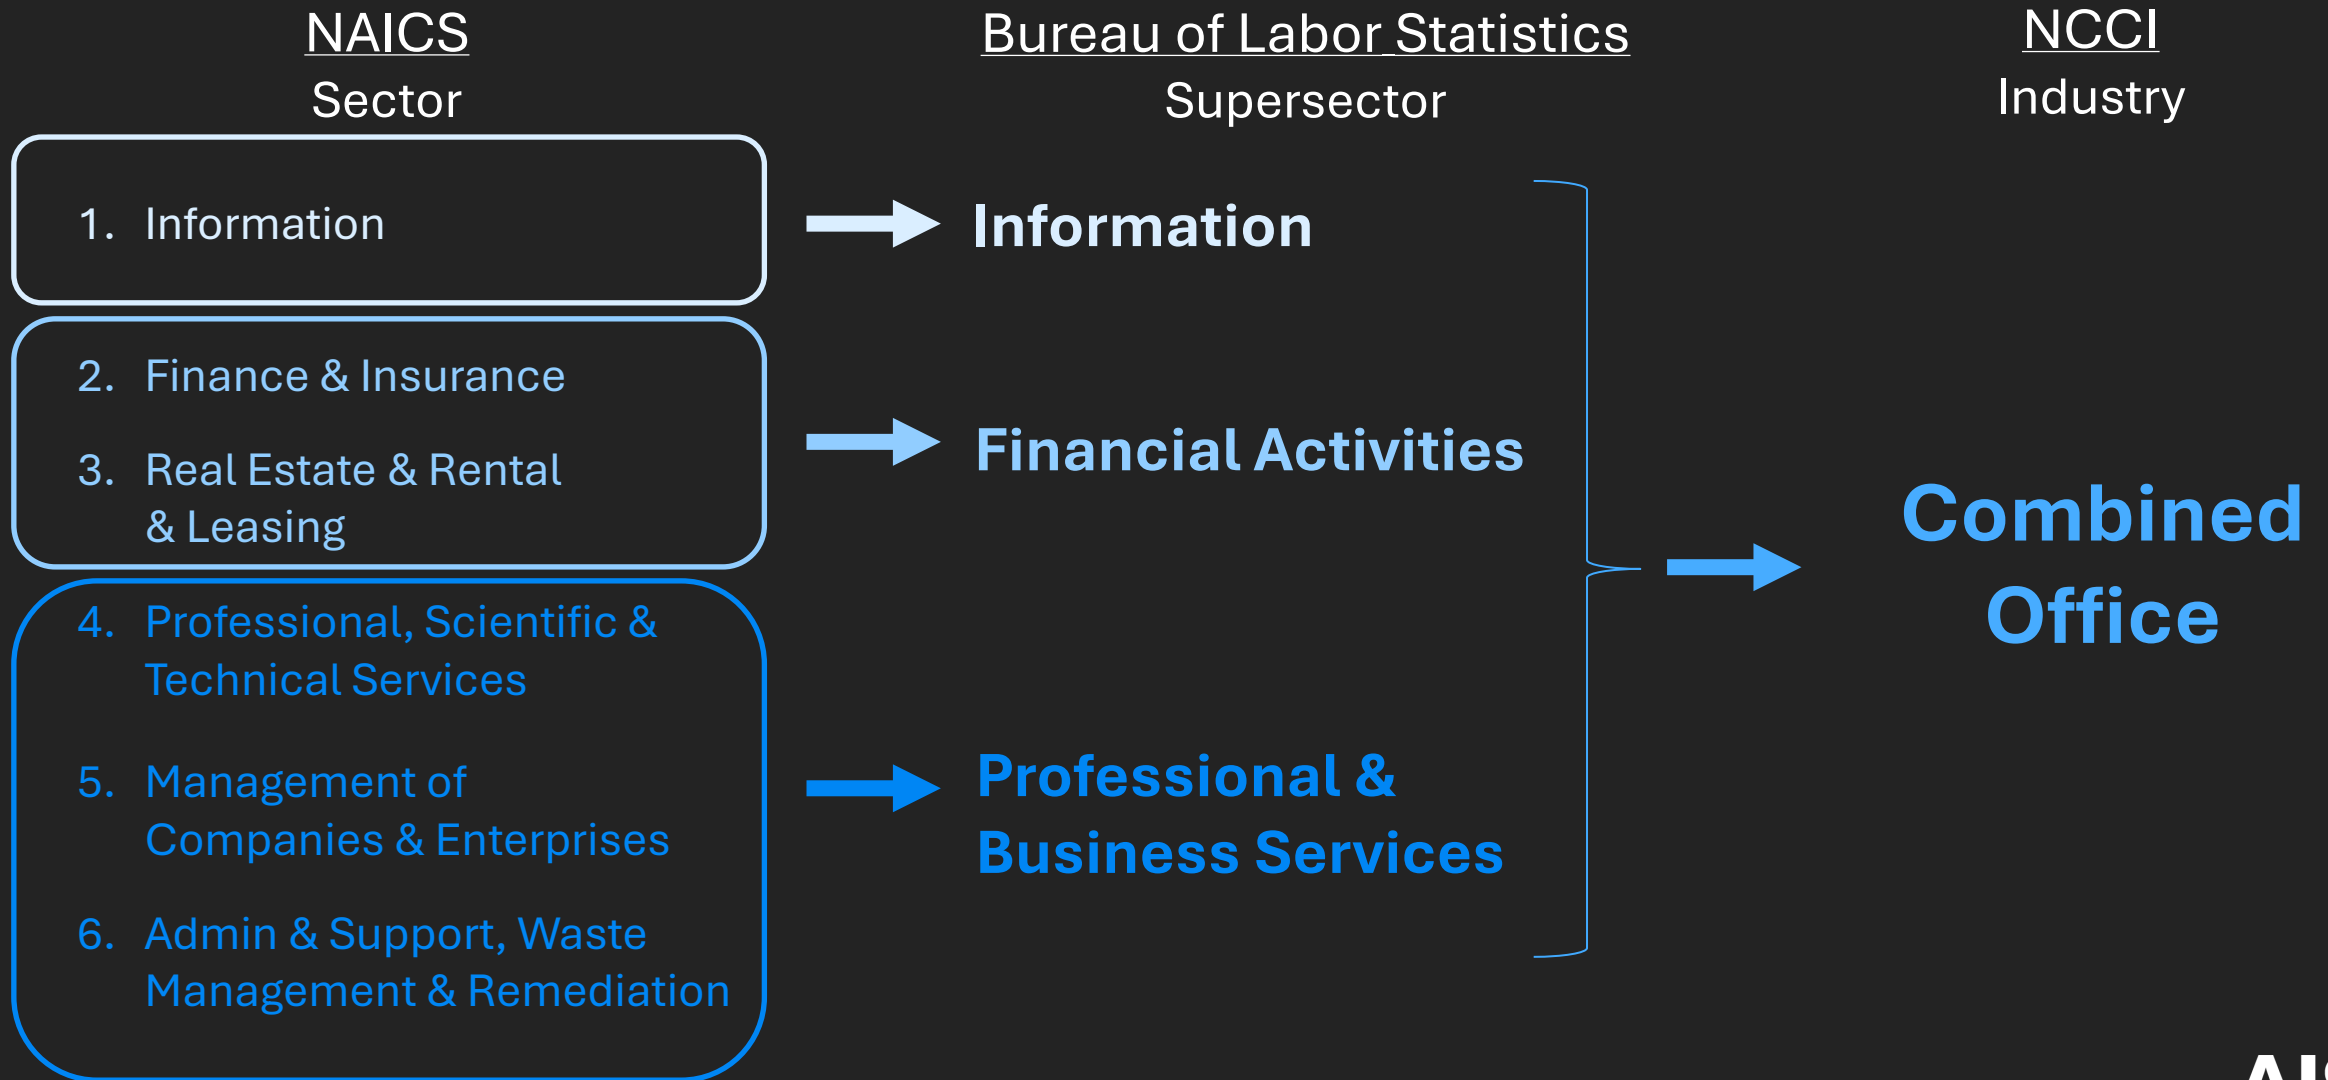 NAICS
Sector
Bureau of Labor Statistics
Supersector
NCCI
Industry
1. Information
Information
2. Finance & Insurance
3. Real Estate & Rental
& Leasing
Financial Activities
4. Professional, Scientific &
Technical Services
5. Management of
Companies & Enterprises
6. Admin & Support, Waste
Management & Remediation
Professional &
Business Services
Combined
Office